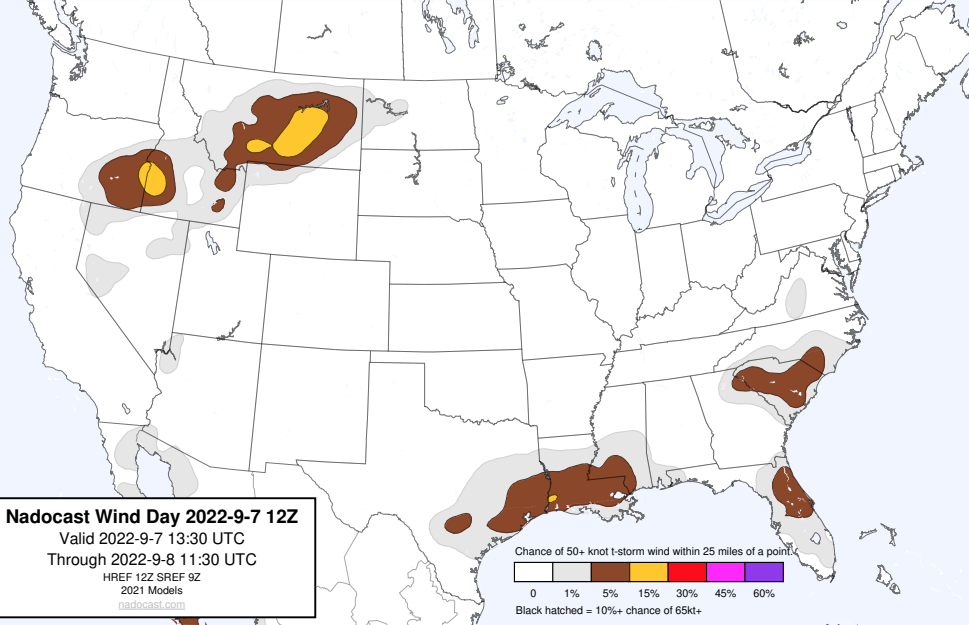 Nadocast Wind Day 2022-9-7 12Z
Valid 2022-9-7 13:30 UTC
Through 2022-9-8 11:30 UTC
HREF 12Z SREF 9Z
2021 Models
nadocast.com
Chance of 50+ knot t-storm wind within 25 miles of a point.
0 1% 5% 15% 30% 45% 60%
Black hatched = 10%+ chance of 65kt+